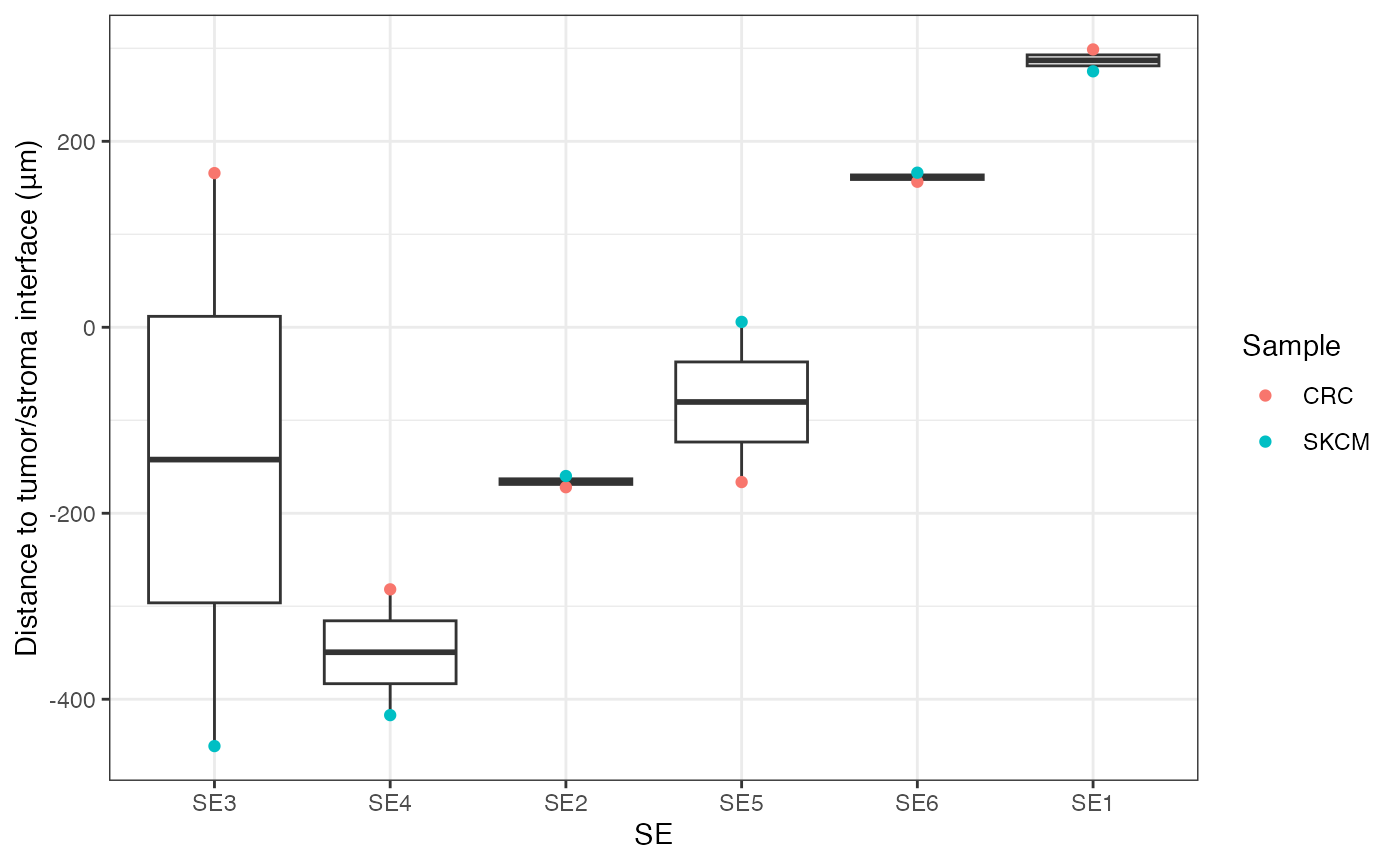 Distance to tumor/stroma interface (µm)
200
0
-200
-400
SE3 SE4 SE2 SE5 SE6 SE1
SE
Sample
CRC
SKCM